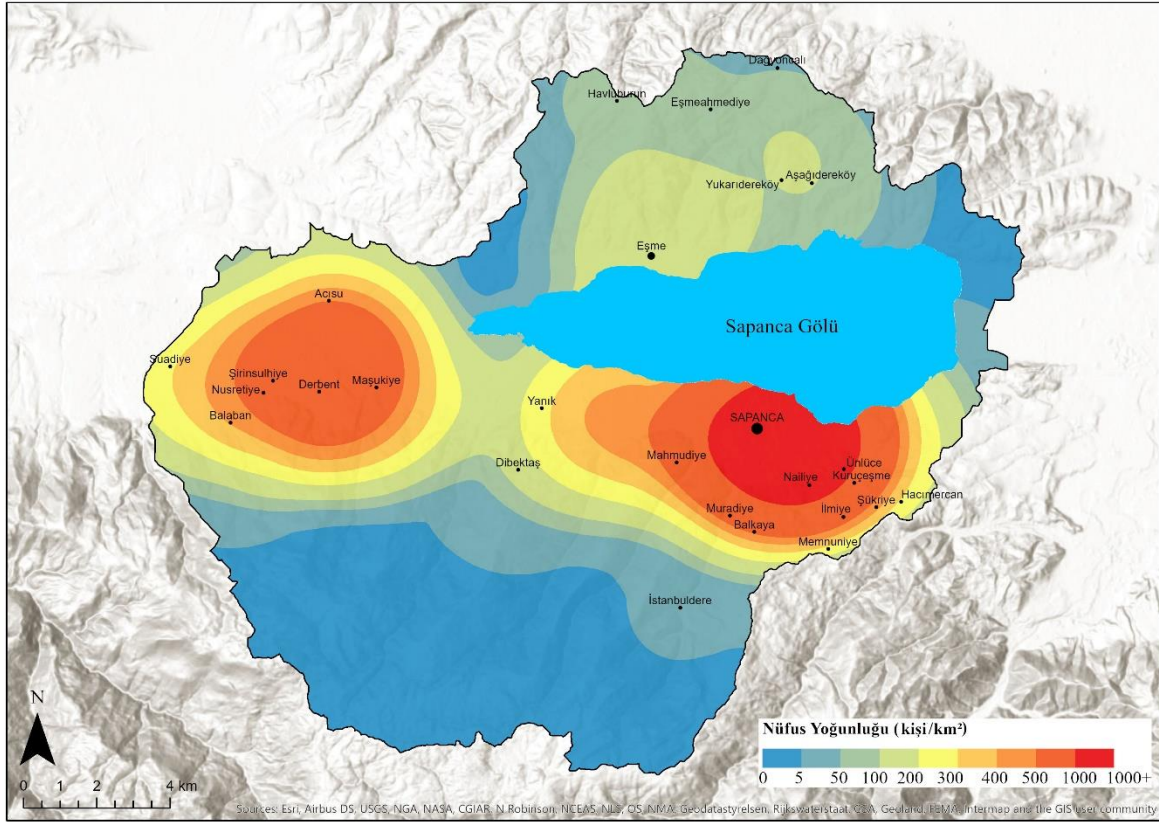 Dağyoncalı
Havluburun
Eşmeahmediye
Yukarıdereköy
Aşağıdereköy
Eşme
Sapanca Gölü
Acısu
Suadiye
Şirinsulhiye
Nusretiye
Derbent
Maşukiye
Balaban
Yanık
Dibektaş
SAPANCA
Mahmudiye
Ünlüce
Kuruçeşme
Nailiye
Hacımercan
Şükriye
Muradiye
İlmiye
Balkaya
Memnuniye
İstanbuldere
N
0 1 2 4 km
Nüfus Yoğunluğu (kişi/km²)
0 5 50 100 200 300 400 500 1000 1000+
Sources: Esri, Airbus DS, USGS, NGA, NASA, CGIAR, N Robinson, NCEAS, NLS, OS, NMA, Geodatastyrelsen, Rijkswaterstaat, GSA, Geoland, FEMA, Intermap and the GIS user community